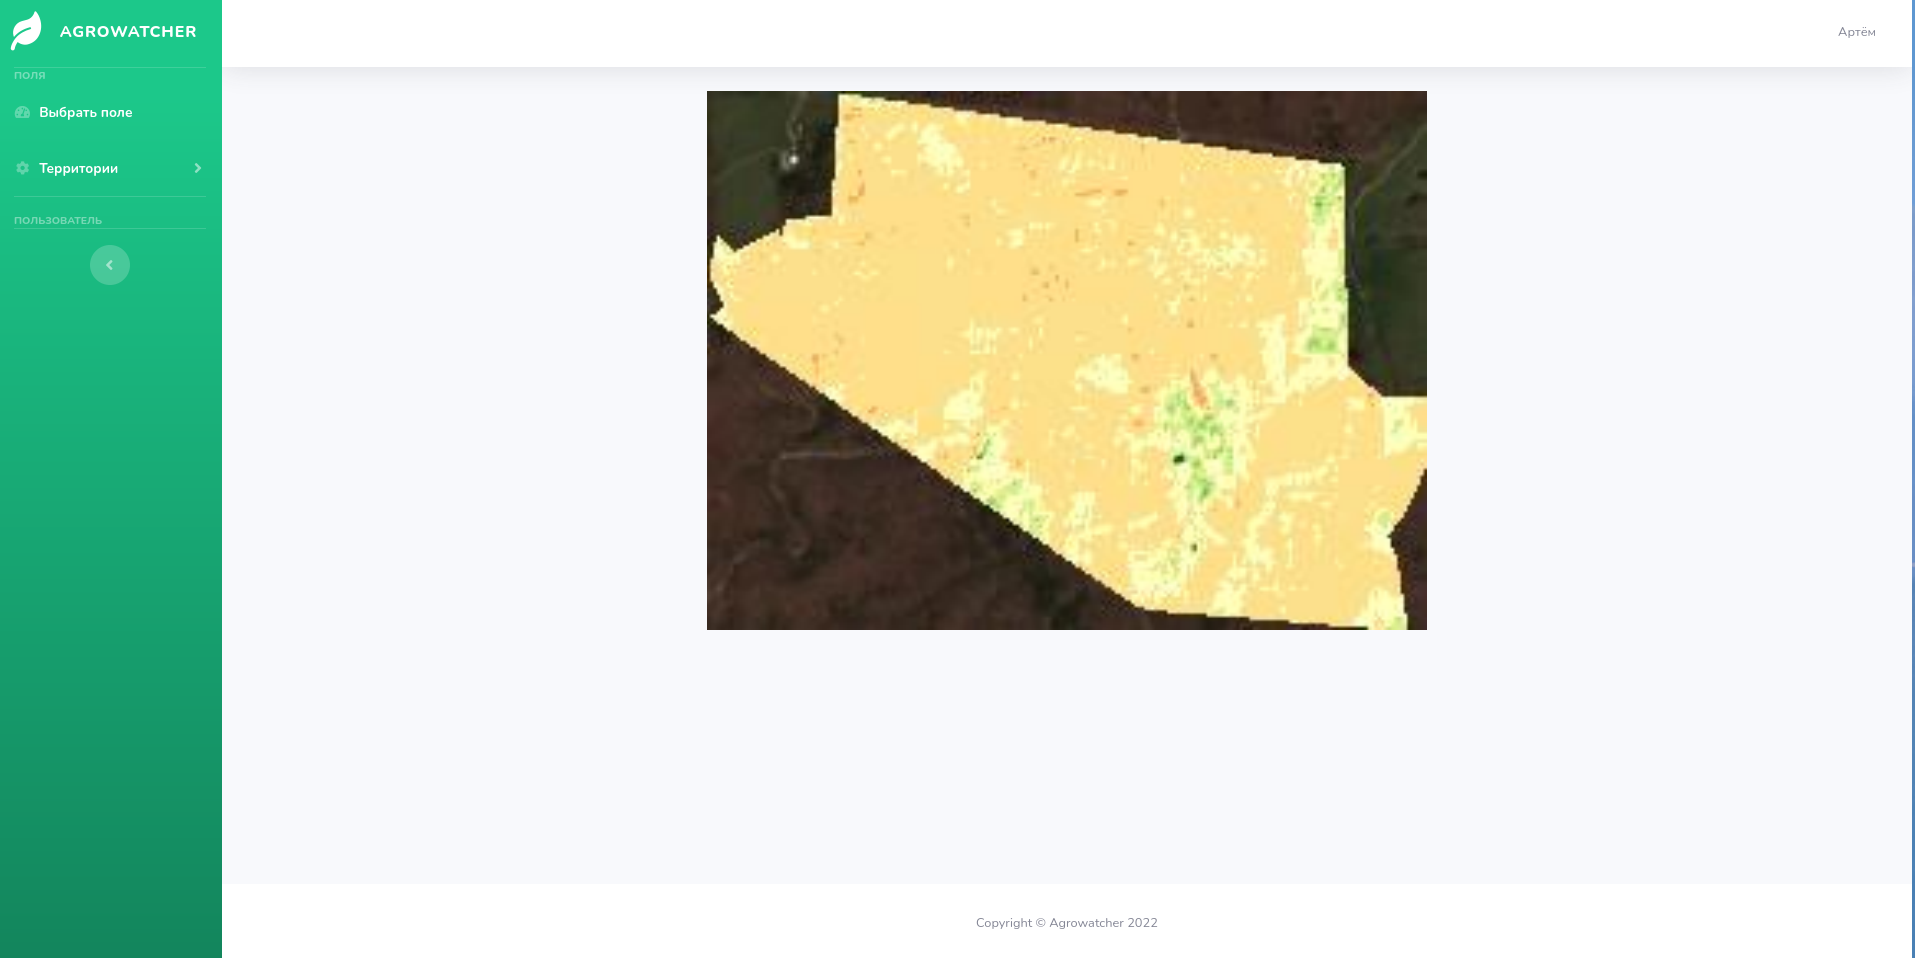 AGROWATCHER
Артём
ПОЛЯ
Выбрать поле
Территории
ПОЛЬЗОВАТЕЛЬ
Copyright © Agrowatcher 2022